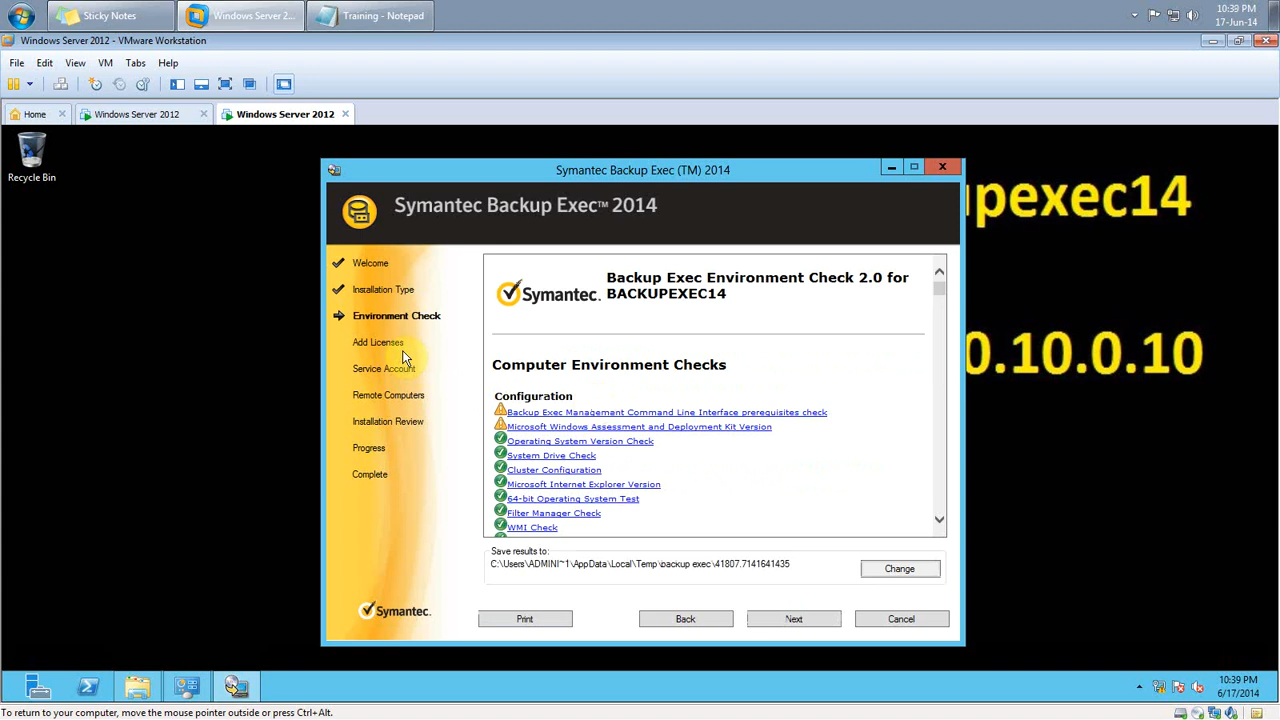 Sticky Notes
Windows Server 2...
Training - Notepad
10:39 PM
17-Jun-14
Windows Server 2012 - VMware Workstation
File Edit View VM Tabs Help
Home
Windows Server 2012
Windows Server 2012
Recycle Bin
pexec14
0.10.0.10
Symantec Backup Exec (TM) 2014
Symantec Backup Exec™ 2014
Welcome
Installation Type
Environment Check
Add Licenses
Service Account
Remote Computers
Installation Review
Progress
Complete
Symantec.
Symantec.
Backup Exec Environment Check 2.0 for
BACKUPEXEC14
Computer Environment Checks
Configuration
Backup Exec Management Command Line Interface prerequisites check
Microsoft Windows Assessment and Deployment Kit Version
Operating System Version Check
System Drive Check
Cluster Configuration
Microsoft Internet Explorer Version
64-bit Operating System Test
Filter Manager Check
WMI Check
Save results to:
C:\Users\ADMINI~1\AppData\Local\Temp\backup exec\41807.7141641435
Change
Print
Back
Next
Cancel
10:39 PM
6/17/2014
To return to your computer, move the mouse pointer outside or press Ctrl+Alt.